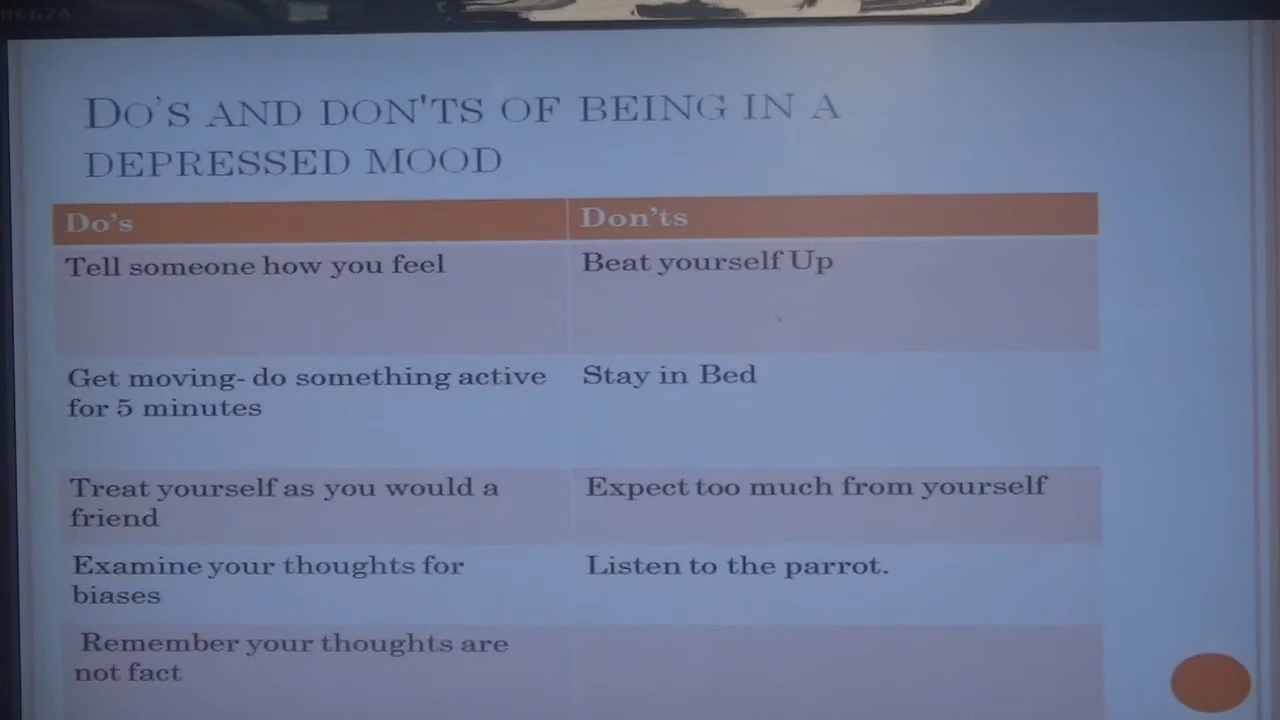 REGZA
Do's and don'ts of being in a
depressed mood
Do's
Don'ts
Tell someone how you feel
Beat yourself Up
Get moving- do something active
for 5 minutes
Stay in Bed
Treat yourself as you would a
friend
Expect too much from yourself
Examine your thoughts for
biases
Listen to the parrot.
Remember your thoughts are
not fact